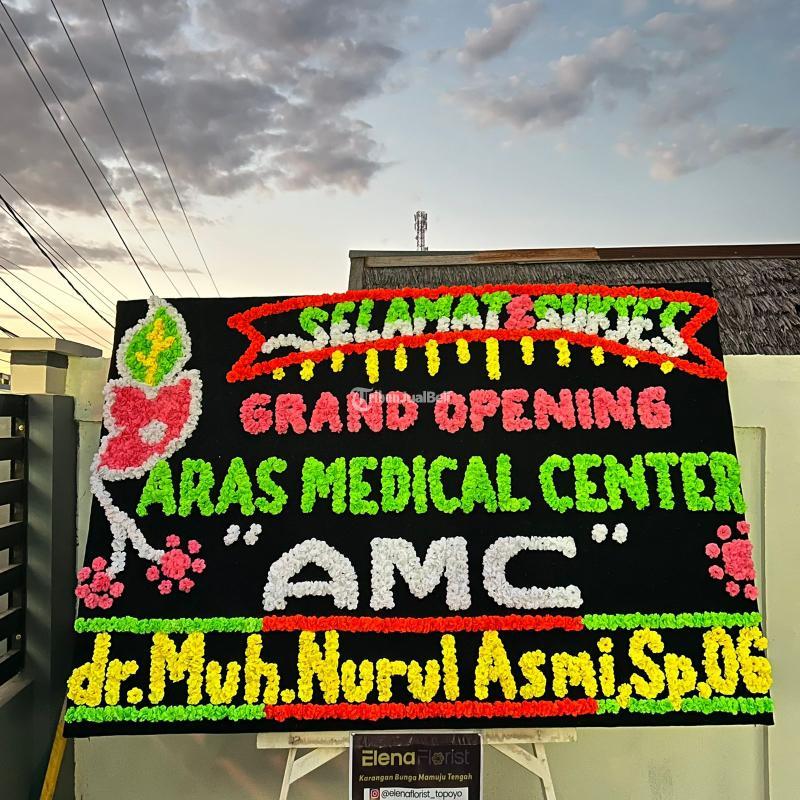 SELAMAT & SUKSES
GRAND OPENING
TribunJualBeli
ARAS MEDICAL CENTER
"AMC"
dr.Muh.Nurul Asmi,Sp.OG
Elena Florist
Karangan Bunga Mamuju Tengah
@elenaflorist_topoyo